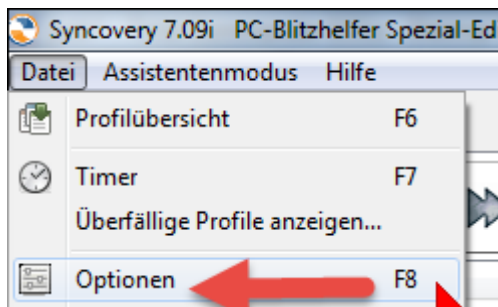 Syncovery 7.09i PC-Blitzhelfer Spezial-Ed
Datei Assistentenmodus Hilfe
Profilübersicht F6
Timer F7
Überfällige Profile anzeigen...
Optionen F8